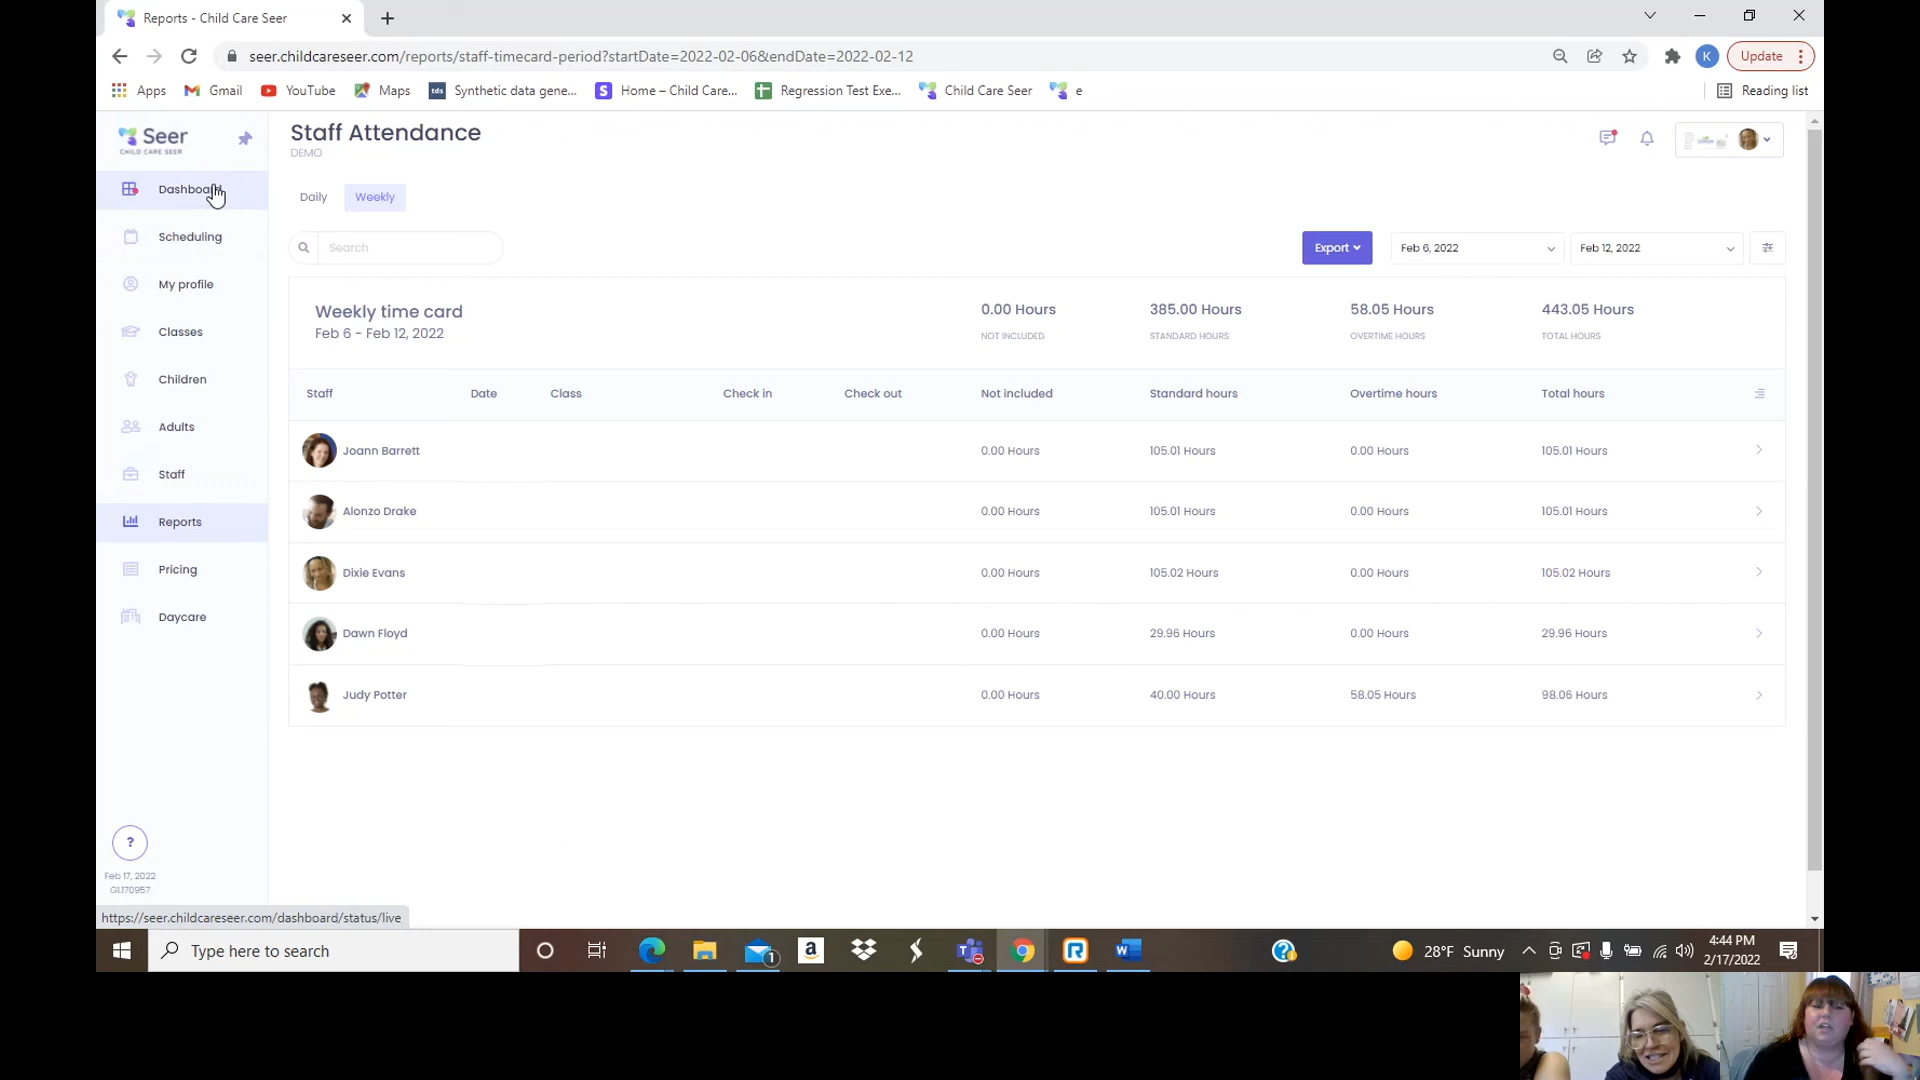 Reports - Child Care Seer
seer.childcareseer.com/reports/staff-timecard-period?startDate=2022-02-06&endDate=2022-02-12
K
Update
Apps
Gmail
YouTube
Maps
tds
Synthetic data gene...
S
Home – Child Care...
Regression Test Exe...
Child Care Seer
e
Reading list
Seer
CHILD CARE SEER
Staff Attendance
DEMO
Dashboard
Scheduling
My profile
Classes
Children
Adults
Staff
Reports
Pricing
Daycare
?
Feb 17, 2022
G1.170957
Daily Weekly
Search
Export
Feb 6, 2022
Feb 12, 2022
Weekly time card
Feb 6 - Feb 12, 2022
0.00 Hours 385.00 Hours 58.05 Hours 443.05 Hours
NOT INCLUDED STANDARD HOURS OVERTIME HOURS TOTAL HOURS
Staff Date Class Check in Check out Not included Standard hours Overtime hours Total hours
Joann Barrett 0.00 Hours 105.01 Hours 0.00 Hours 105.01 Hours
Alonzo Drake 0.00 Hours 105.01 Hours 0.00 Hours 105.01 Hours
Dixie Evans 0.00 Hours 105.02 Hours 0.00 Hours 105.02 Hours
Dawn Floyd 0.00 Hours 29.96 Hours 0.00 Hours 29.96 Hours
Judy Potter 0.00 Hours 40.00 Hours 58.05 Hours 98.06 Hours
https://seer.childcareseer.com/dashboard/status/live
Type here to search
1
a
R
W
?
28°F Sunny
4:44 PM
2/17/2022